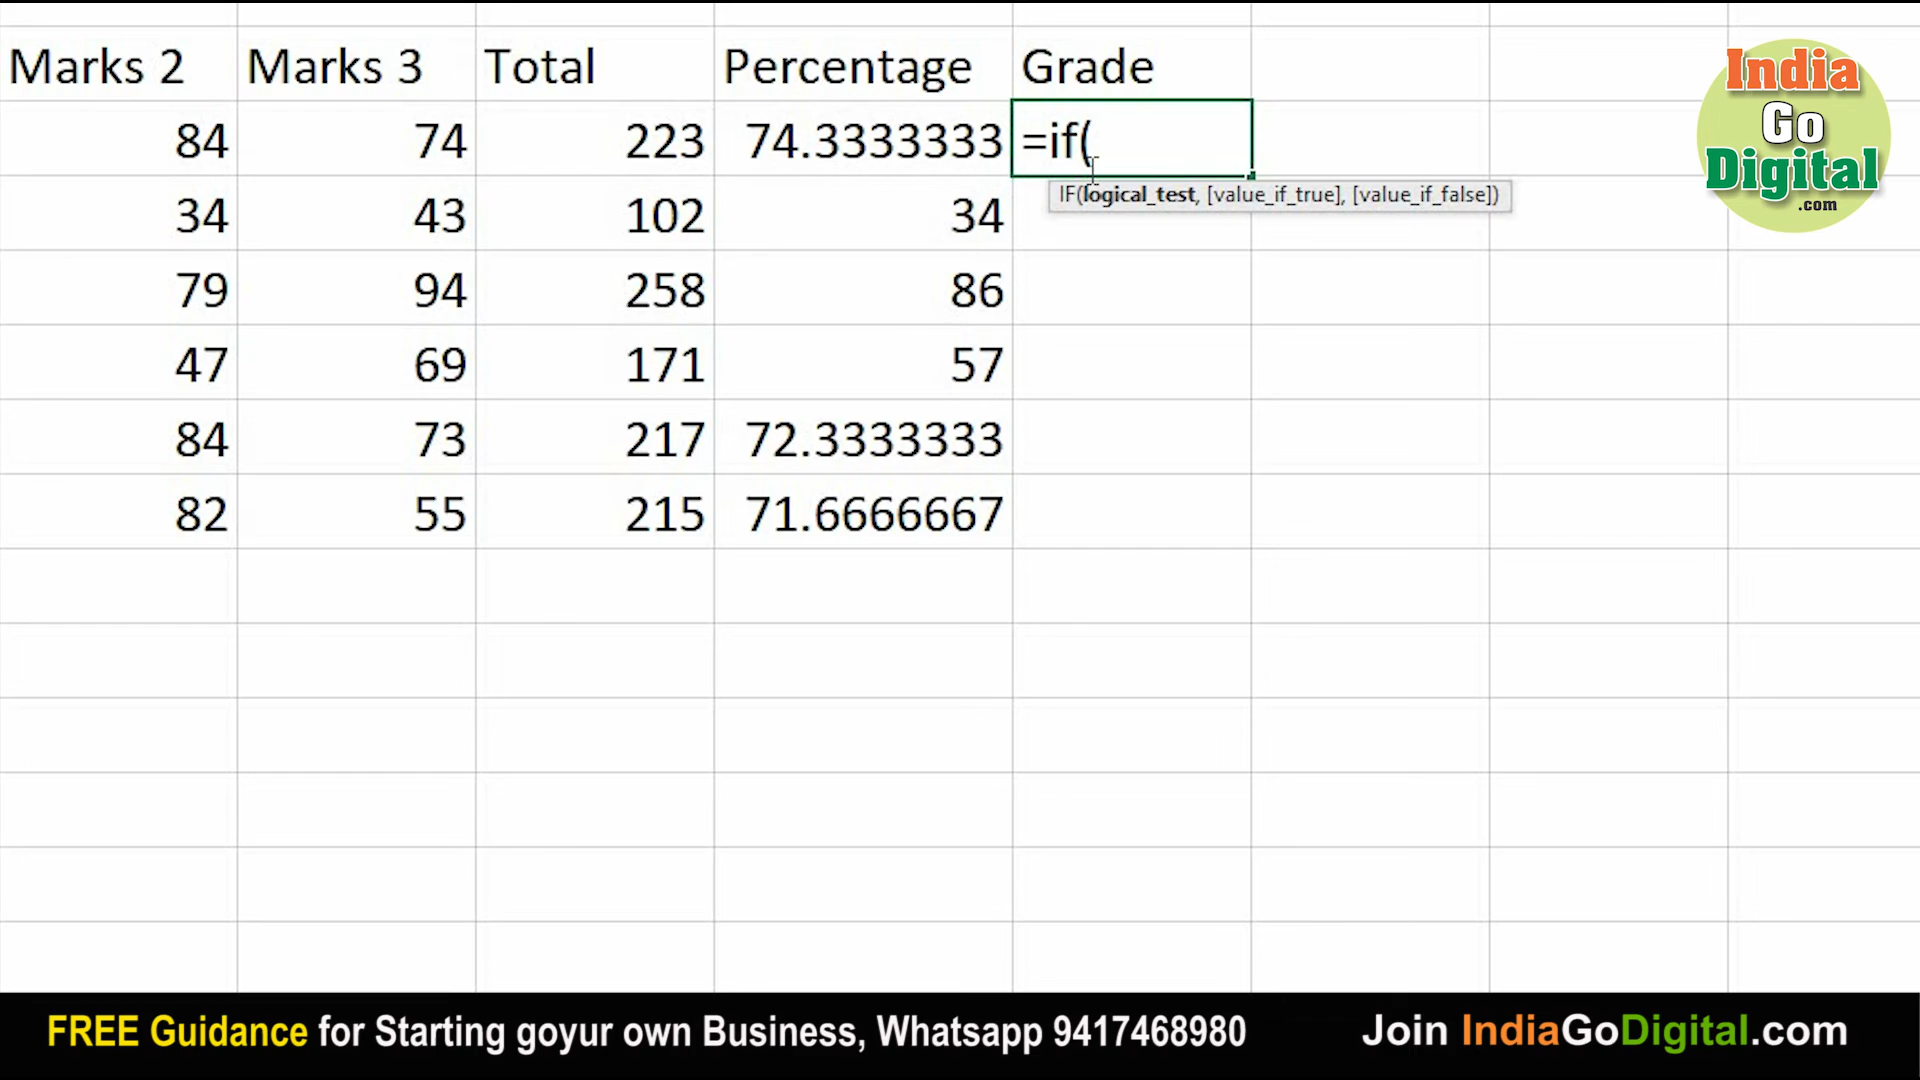 Marks 2 Marks 3 Total Percentage Grade
84 74 223 74.3333333 =if(
IF(logical_test, [value_if_true], [value_if_false])
34 43 102 34
79 94 258 86
47 69 171 57
84 73 217 72.3333333
82 55 215 71.6666667
India
Go
Digital
.com
FREE Guidance for Starting goyur own Business, Whatsapp 9417468980 Join IndiaGoDigital.com